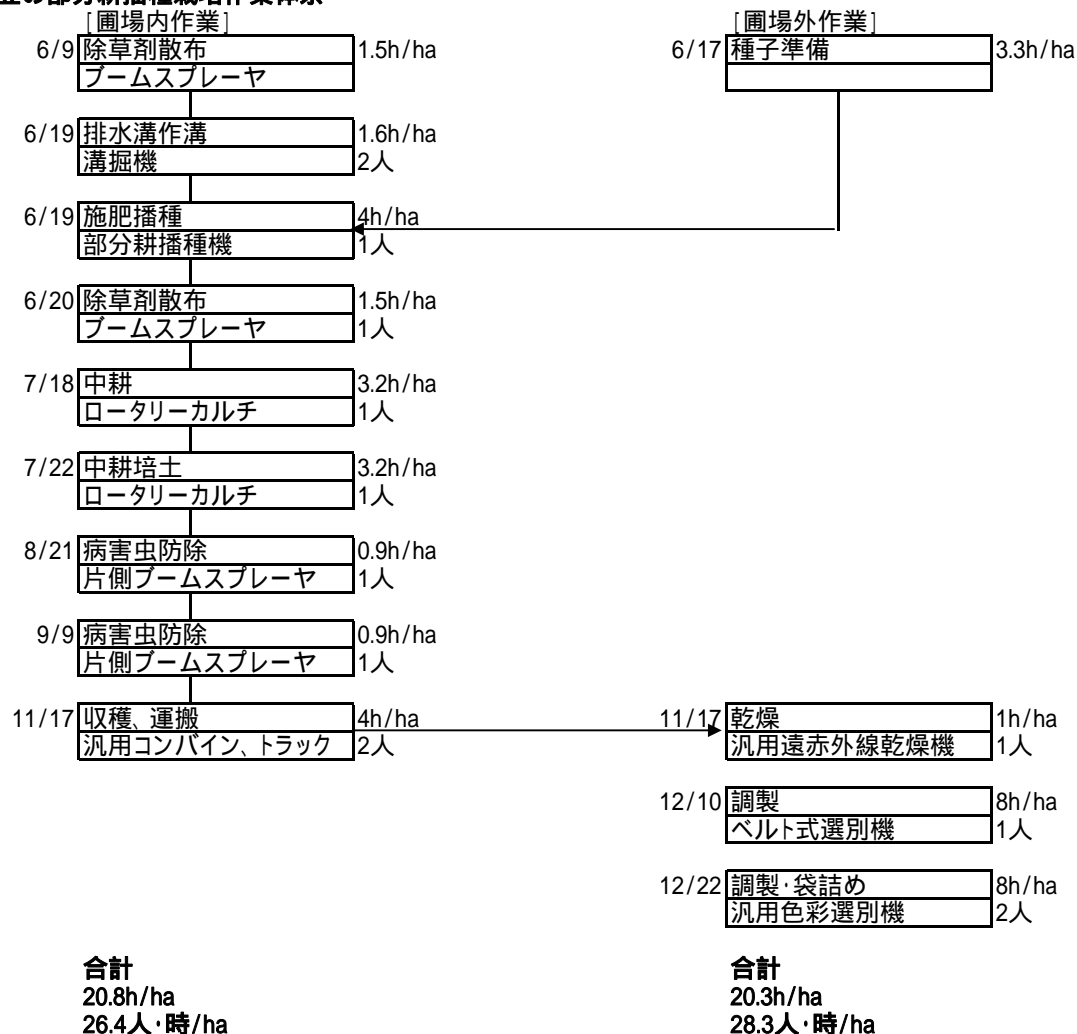 の部分耕播種栽培作業体系
[圃場内作業]
6/9 除草剤散布 1.5h/ha
ブームスプレーヤ
6/19 排水溝作溝 1.6h/ha
溝掘機 2人
6/19 施肥播種 4h/ha
部分耕播種機 1人
6/20 除草剤散布 1.5h/ha
ブームスプレーヤ 1人
7/18 中耕 3.2h/ha
ロータリーカルチ 1人
7/22 中耕培土 3.2h/ha
ロータリーカルチ 1人
8/21 病害虫防除 0.9h/ha
片側ブームスプレーヤ 1人
9/9 病害虫防除 0.9h/ha
片側ブームスプレーヤ 1人
11/17 収穫、運搬 4h/ha
汎用コンバイン、トラック 2人
合計
20.8h/ha
26.4人・時/ha
[圃場外作業]
6/17 種子準備 3.3h/ha
11/17 乾燥 1h/ha
汎用遠赤外線乾燥機 1人
12/10 調製 8h/ha
ベルト式選別機 1人
12/22 調製・袋詰め 8h/ha
汎用色彩選別機 2人
合計
20.3h/ha
28.3人・時/ha